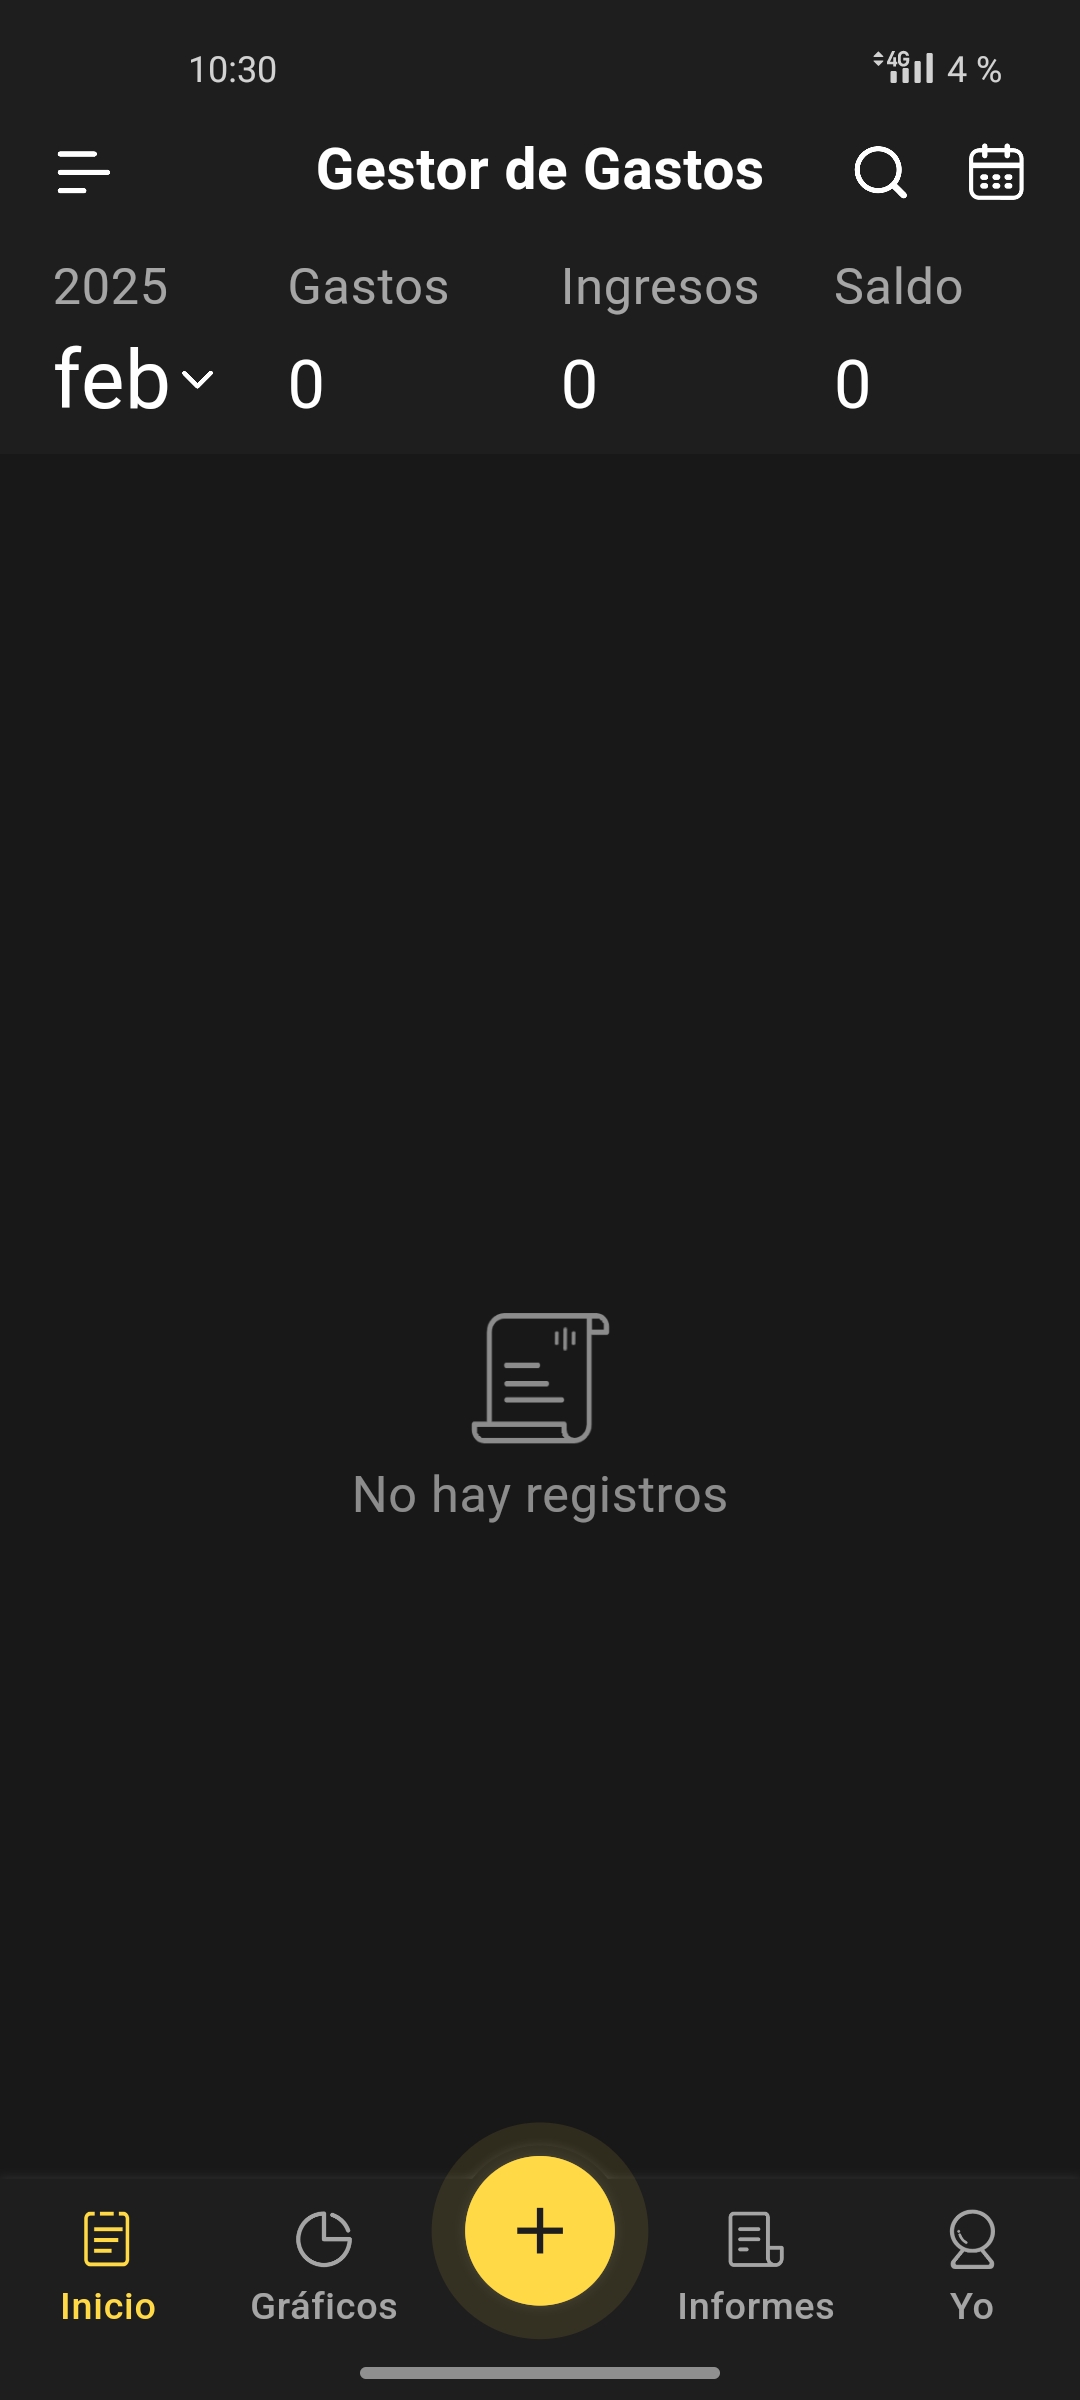 10:30
4G 4 %
Gestor de Gastos
2025 Gastos Ingresos Saldo
feb 0 0 0
No hay registros
Inicio Gráficos Informes Yo